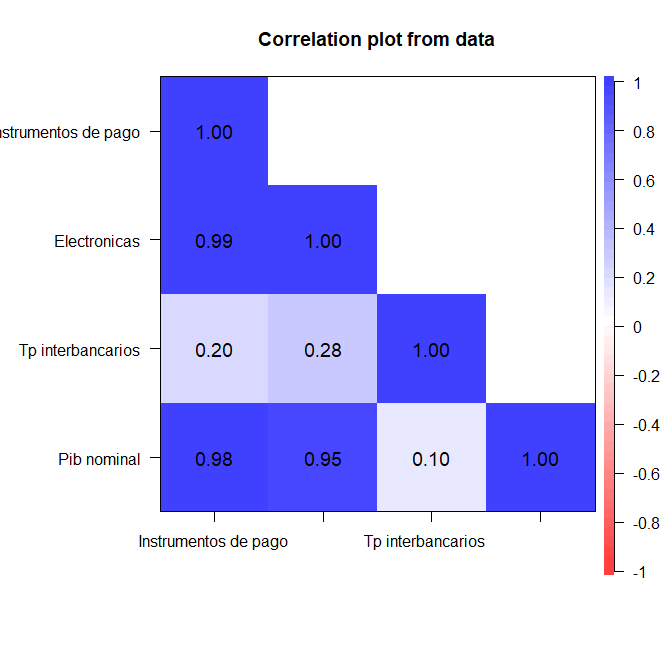 Correlation plot from data
nstrumentos de pago
1.00
Electronicas
0.99 1.00
Tp interbancarios
0.20 0.28 1.00
Pib nominal
0.98 0.95 0.10 1.00
Instrumentos de pago Tp interbancarios
1
0.8
0.6
0.4
0.2
0
-0.2
-0.4
-0.6
-0.8
-1